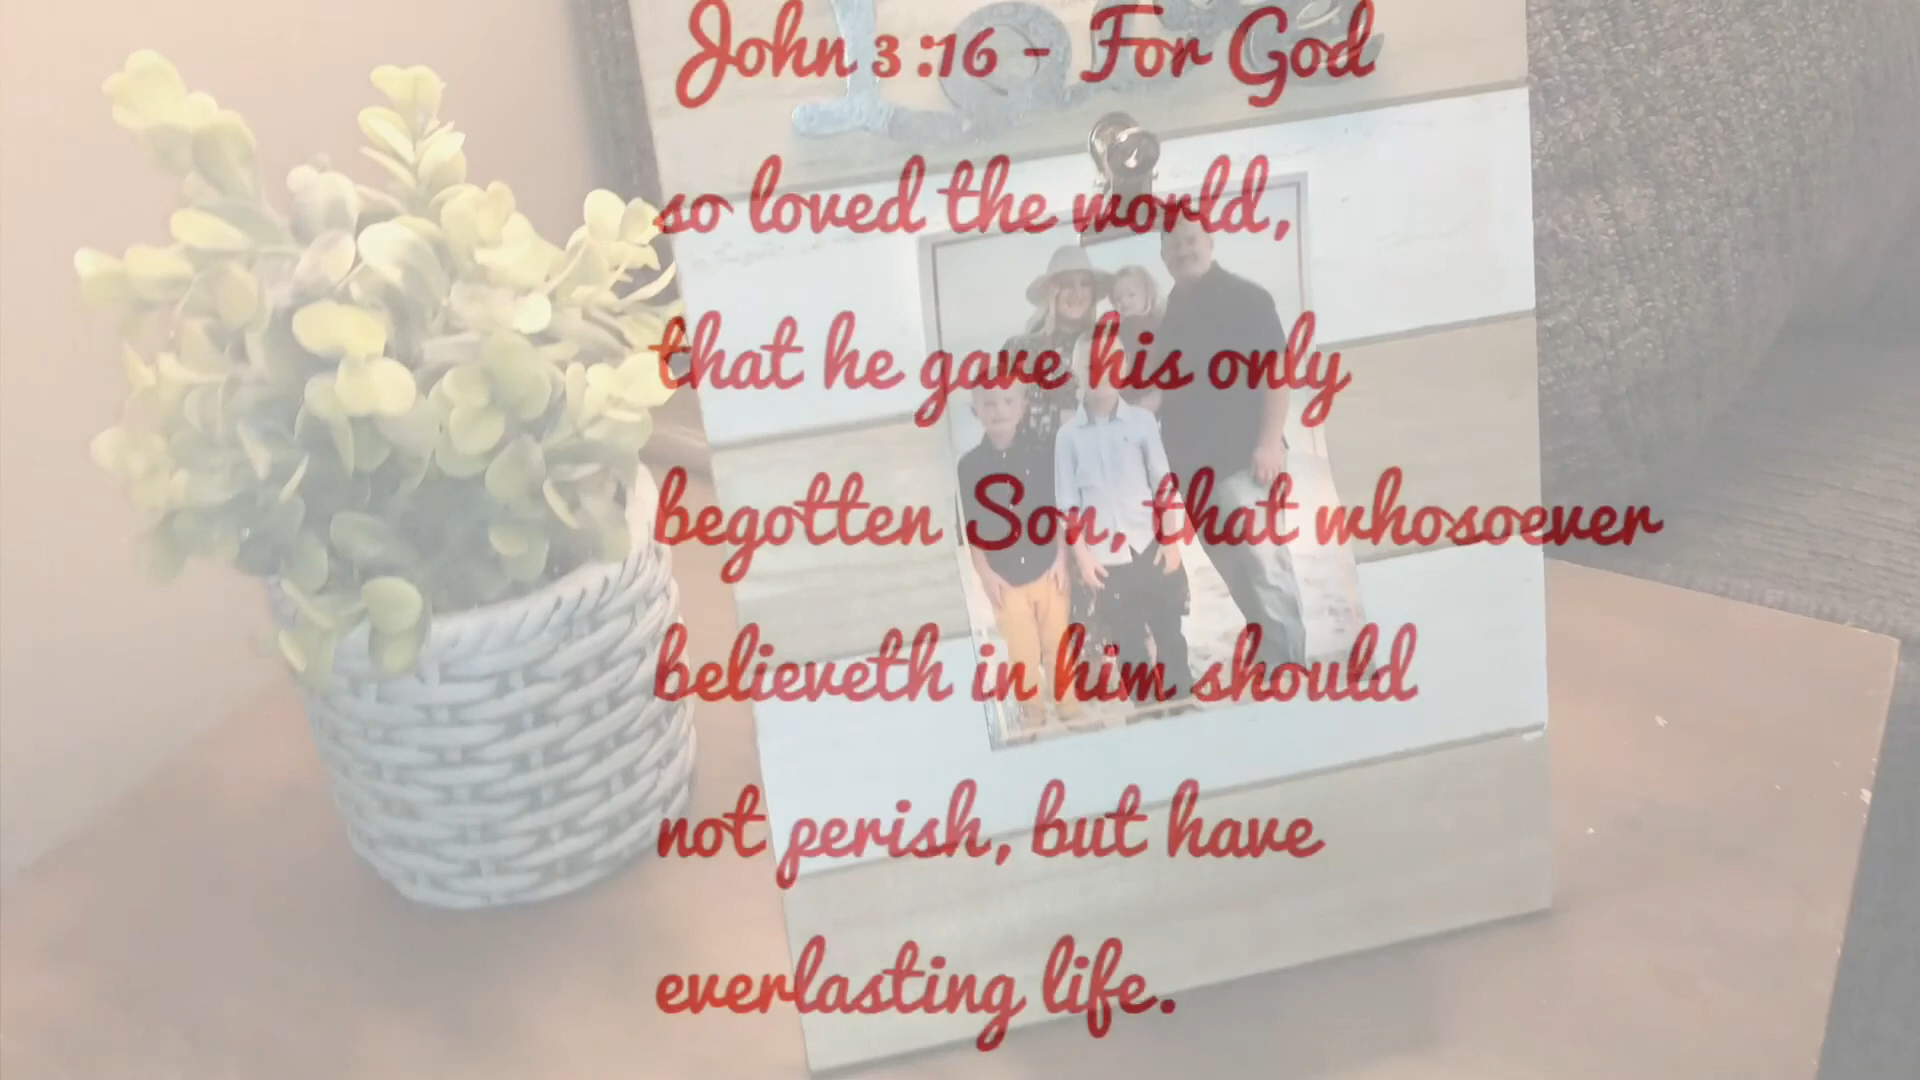 John 3:16 - For God
so loved the world,
that he gave his only
begotten Son, that whosoever
believeth in him should
not perish, but have
everlasting life.